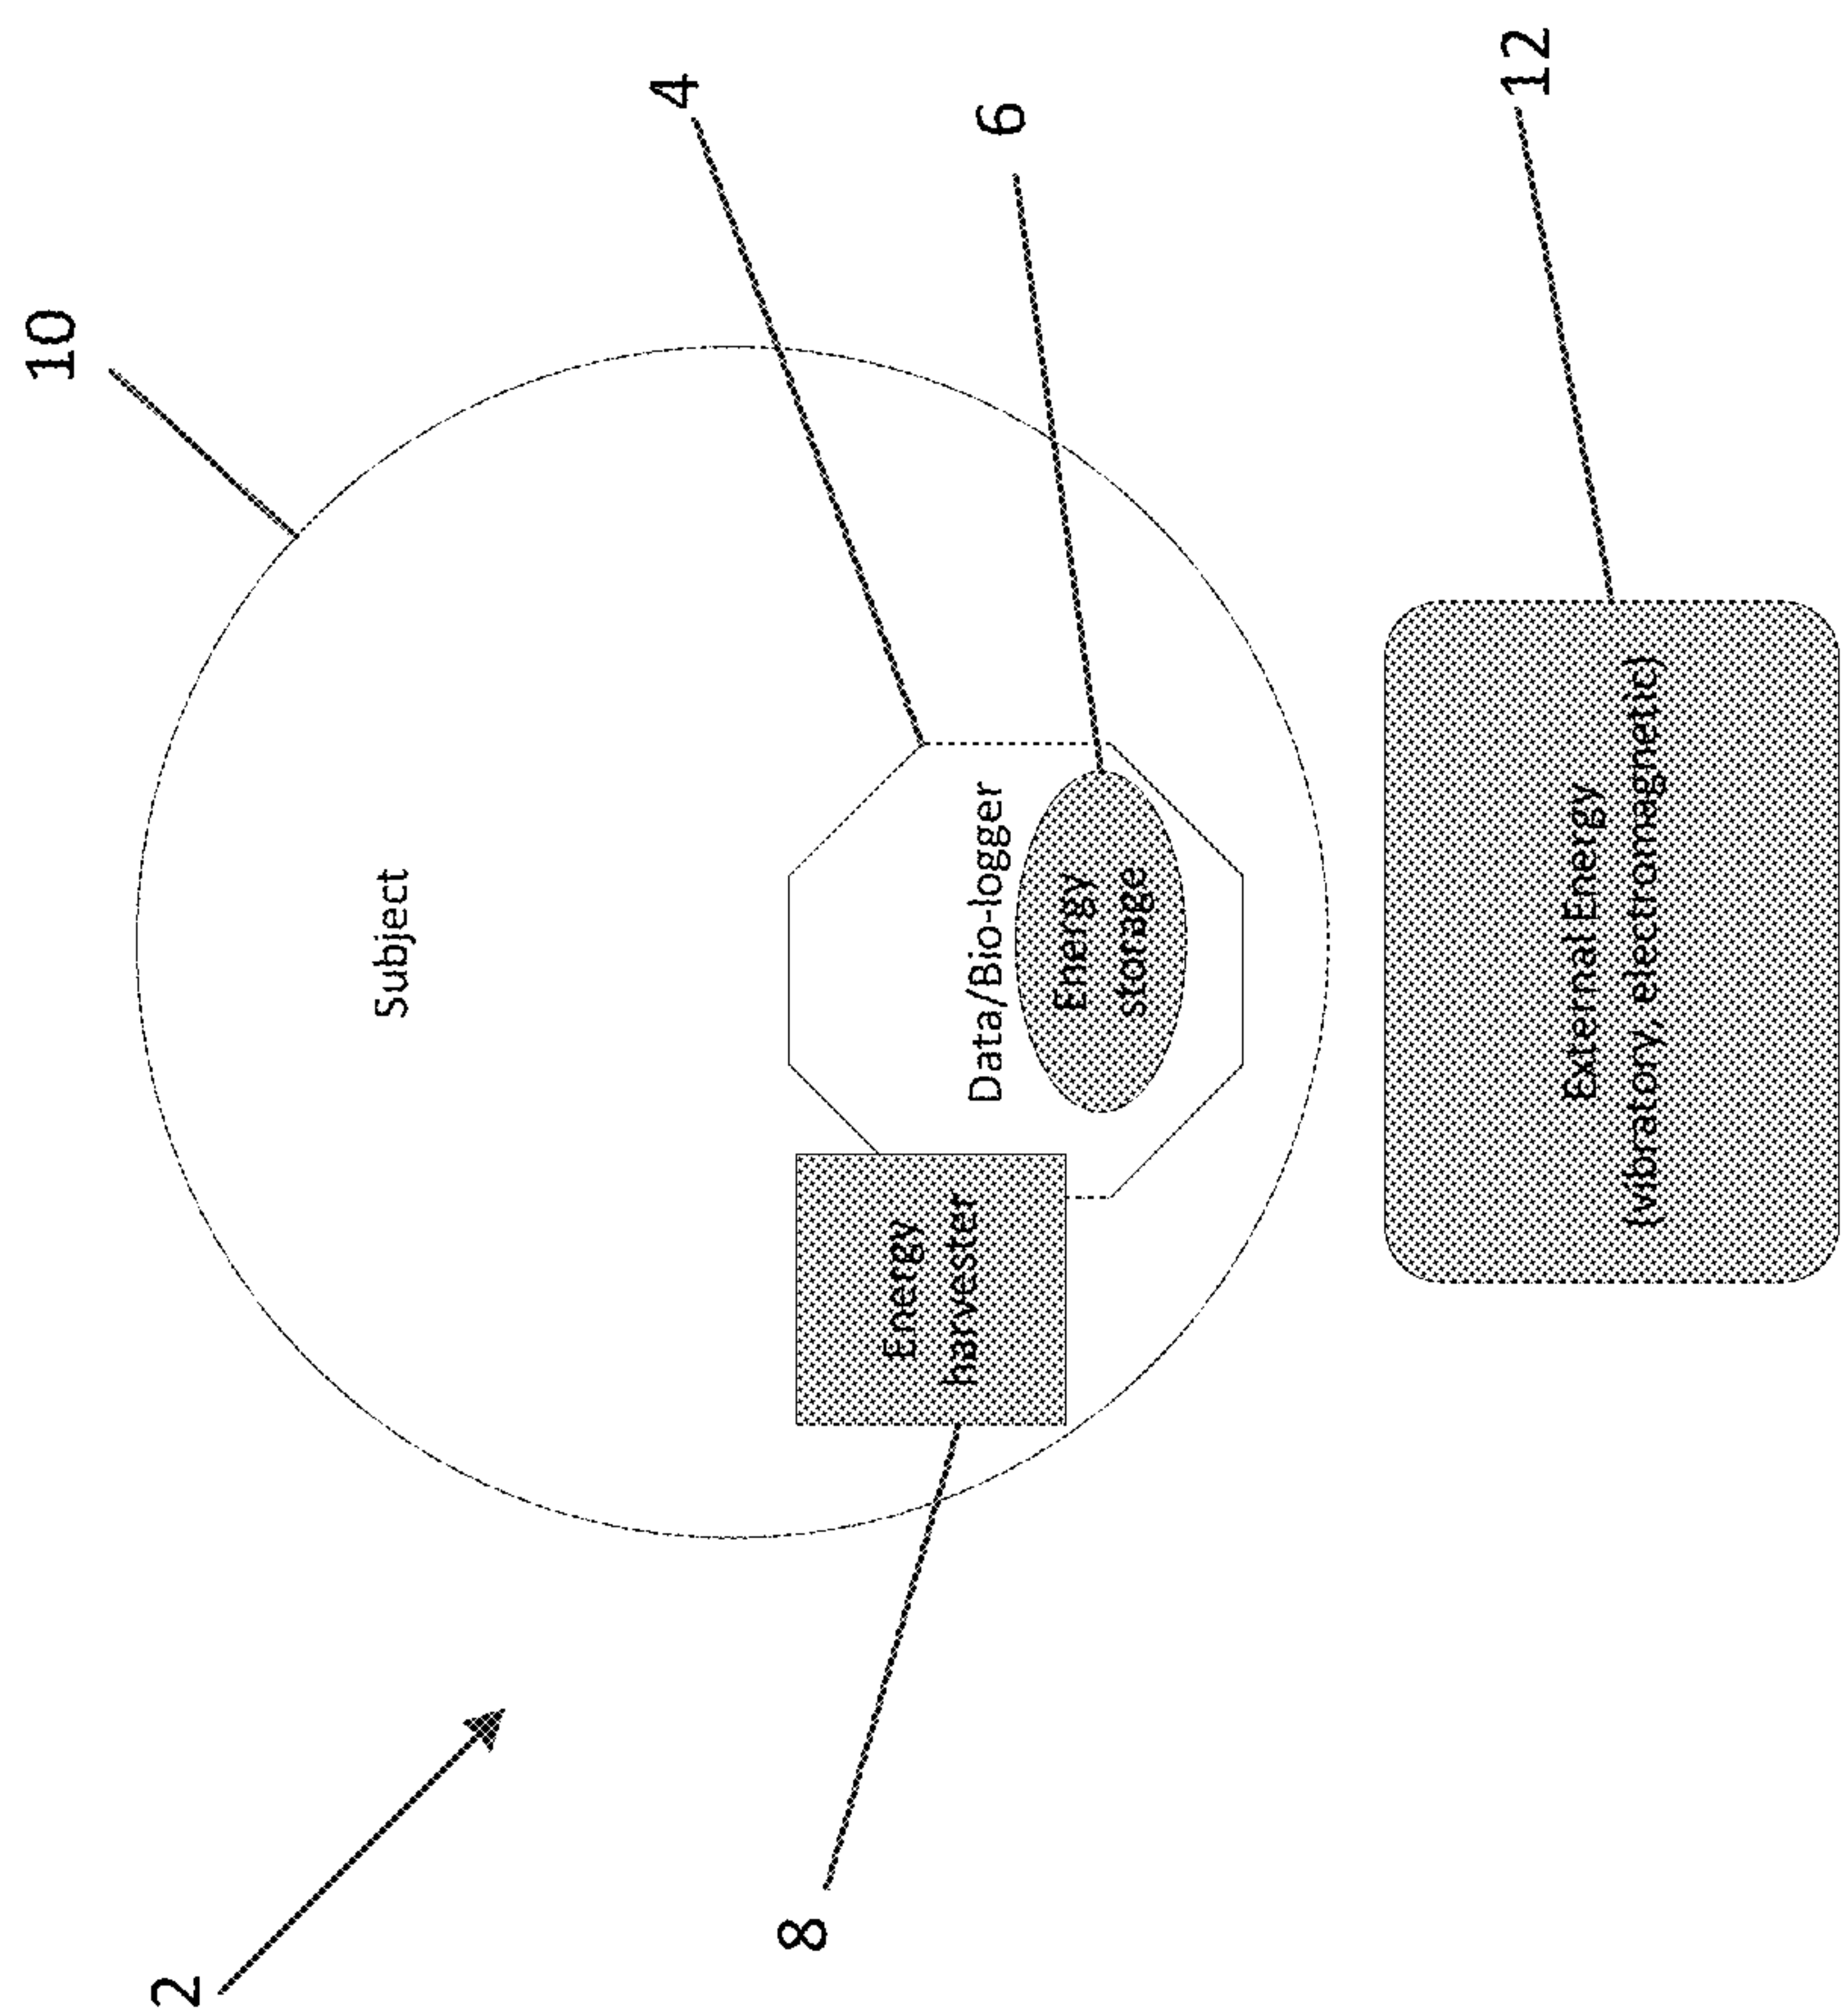 10
2
Subject
4
8
Energy
harvester
Data/Bio-logger
6
Energy
storage
12
External Energy
(vibratory, electromagnetic)